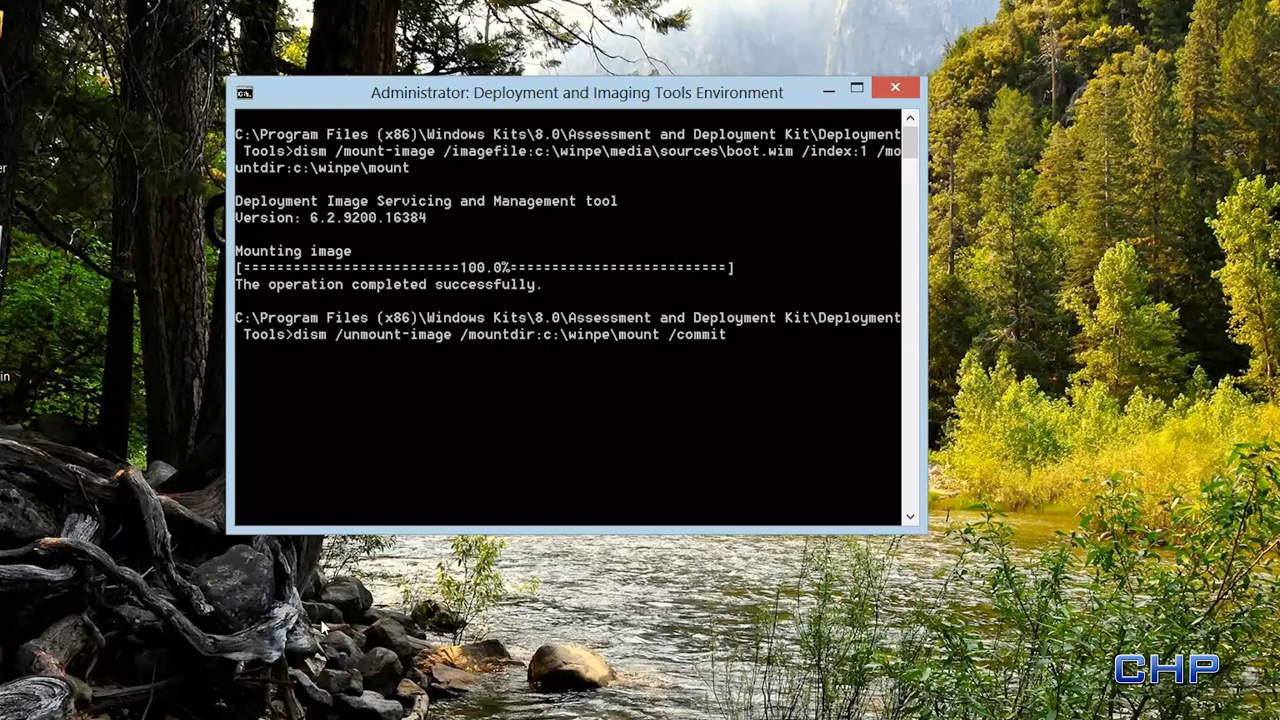 Administrator: Deployment and Imaging Tools Environment
C:\Program Files (x86)\Windows Kits\8.0\Assessment and Deployment Kit\Deployment
Tools>dism /mount-image /imagefile:c:\winpe\media\sources\boot.wim /index:1 /mo
untdir:c:\winpe\mount
Deployment Image Servicing and Management tool
Version: 6.2.9200.16384
Mounting image
[==========================100.0%==========================]
The operation completed successfully.
C:\Program Files (x86)\Windows Kits\8.0\Assessment and Deployment Kit\Deployment
Tools>dism /unmount-image /mountdir:c:\winpe\mount /commit
er
in
CHP